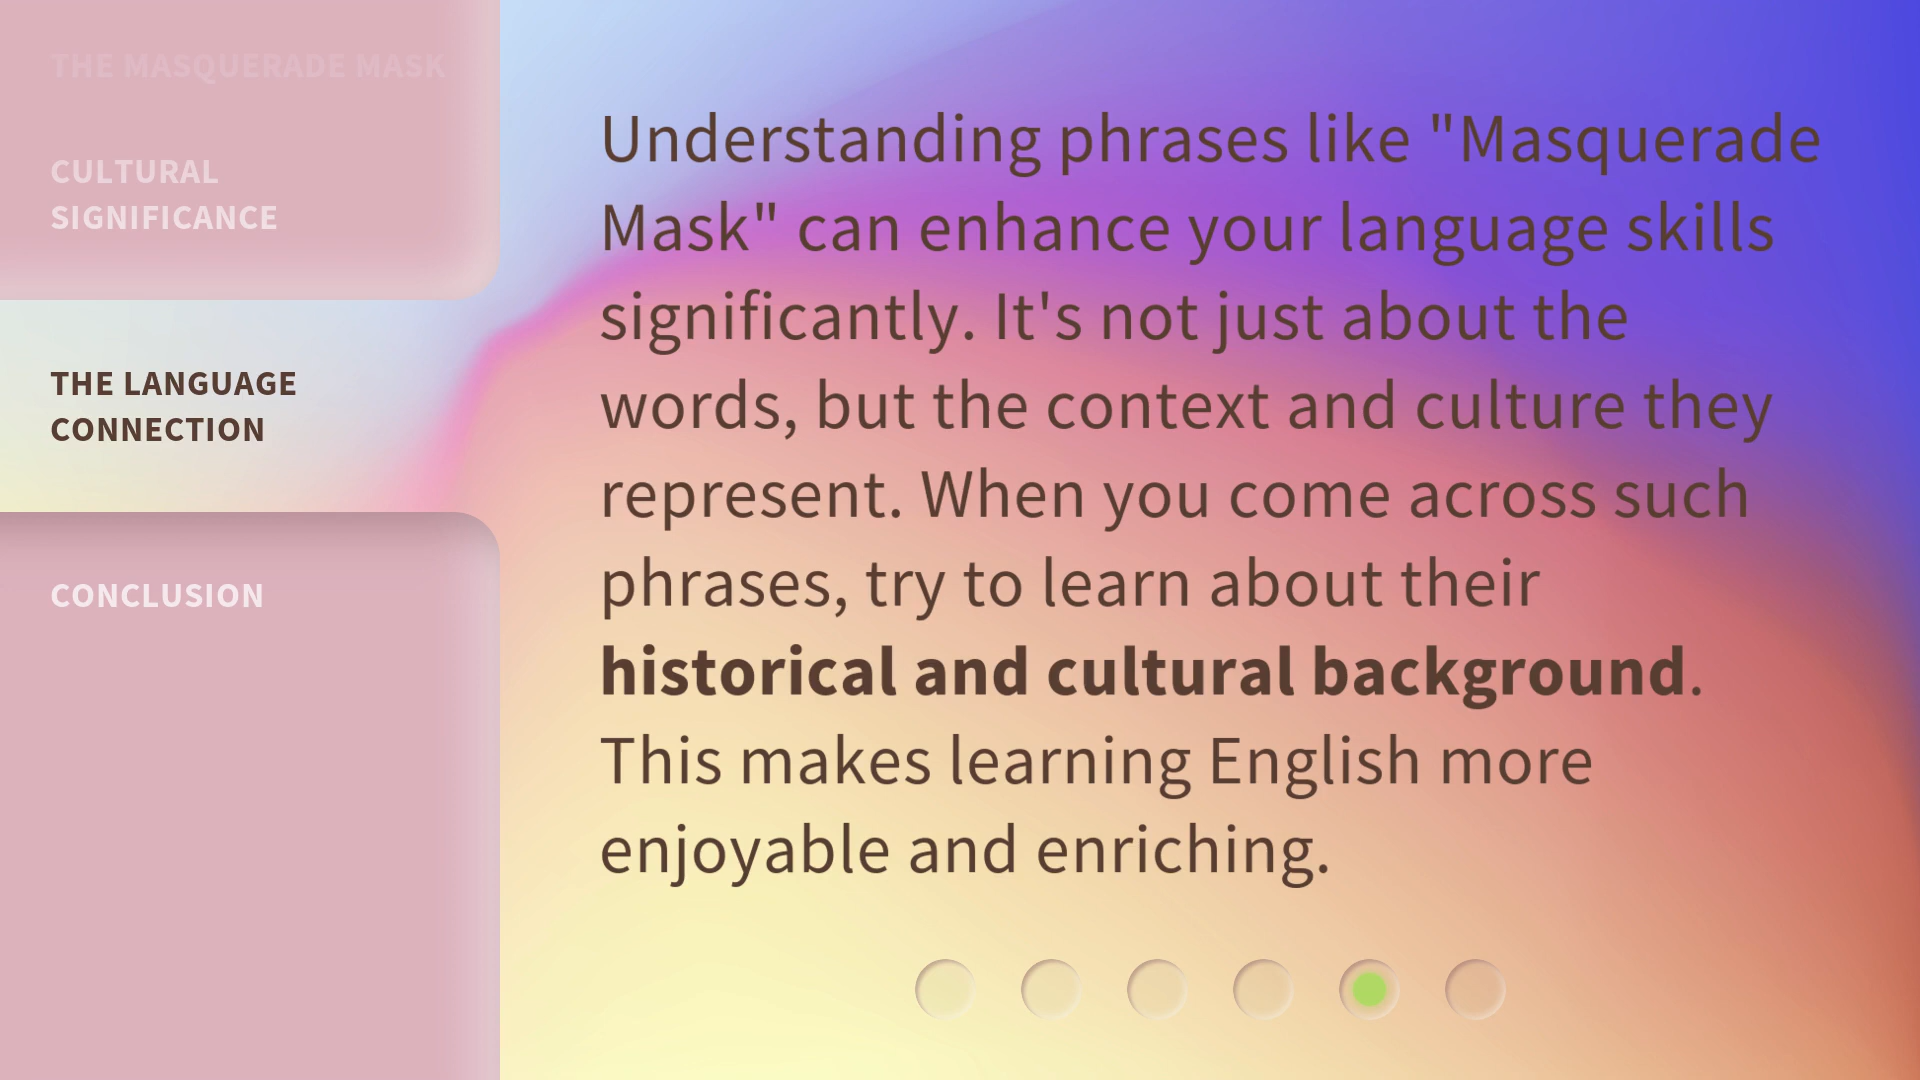 THE MASQUERADE MASK
CULTURAL
SIGNIFICANCE
THE LANGUAGE
CONNECTION
CONCLUSION
Understanding phrases like "Masquerade
Mask" can enhance your language skills
significantly. It's not just about the
words, but the context and culture they
represent. When you come across such
phrases, try to learn about their
historical and cultural background.
This makes learning English more
enjoyable and enriching.